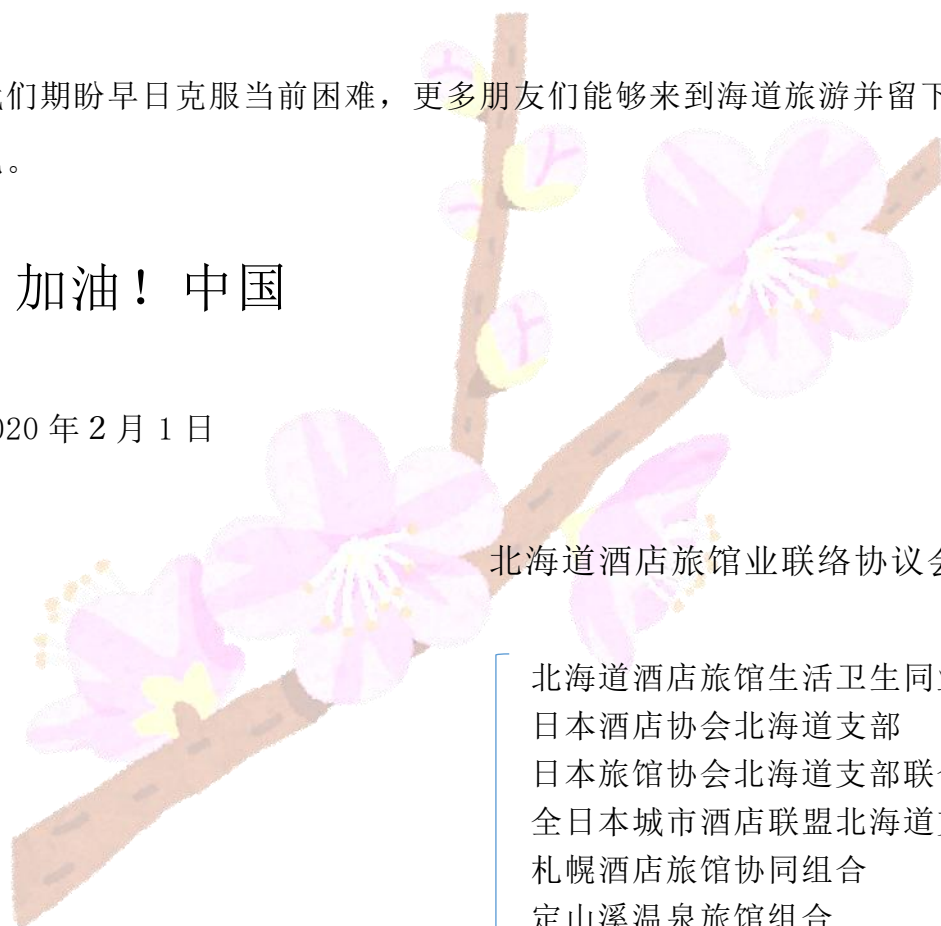 们期盼早日克服当前困难，更多朋友们能够来到海道旅游并留下
。
加油！中国
020 年２月 1 日
北海道酒店旅馆业联络协议会
北海道酒店旅馆生活卫生同业
日本酒店协会北海道支部
日本旅馆协会北海道支部联合
全日本城市酒店联盟北海道
札幌酒店旅馆协同组合
定山溪温泉旅馆组合